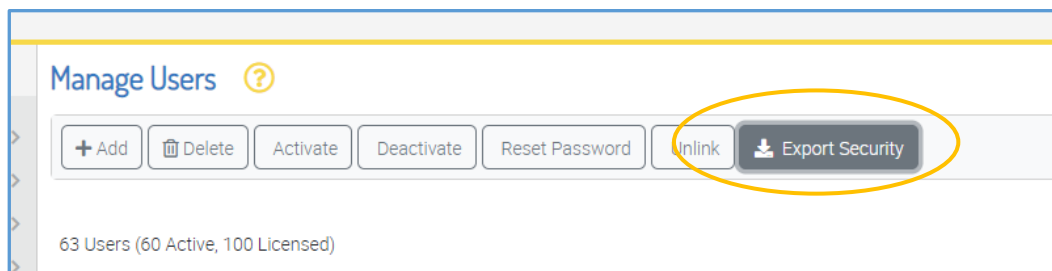 Manage Users ?
+ Add Delete Activate Deactivate Reset Password Unlink Export Security
63 Users (60 Active, 100 Licensed)